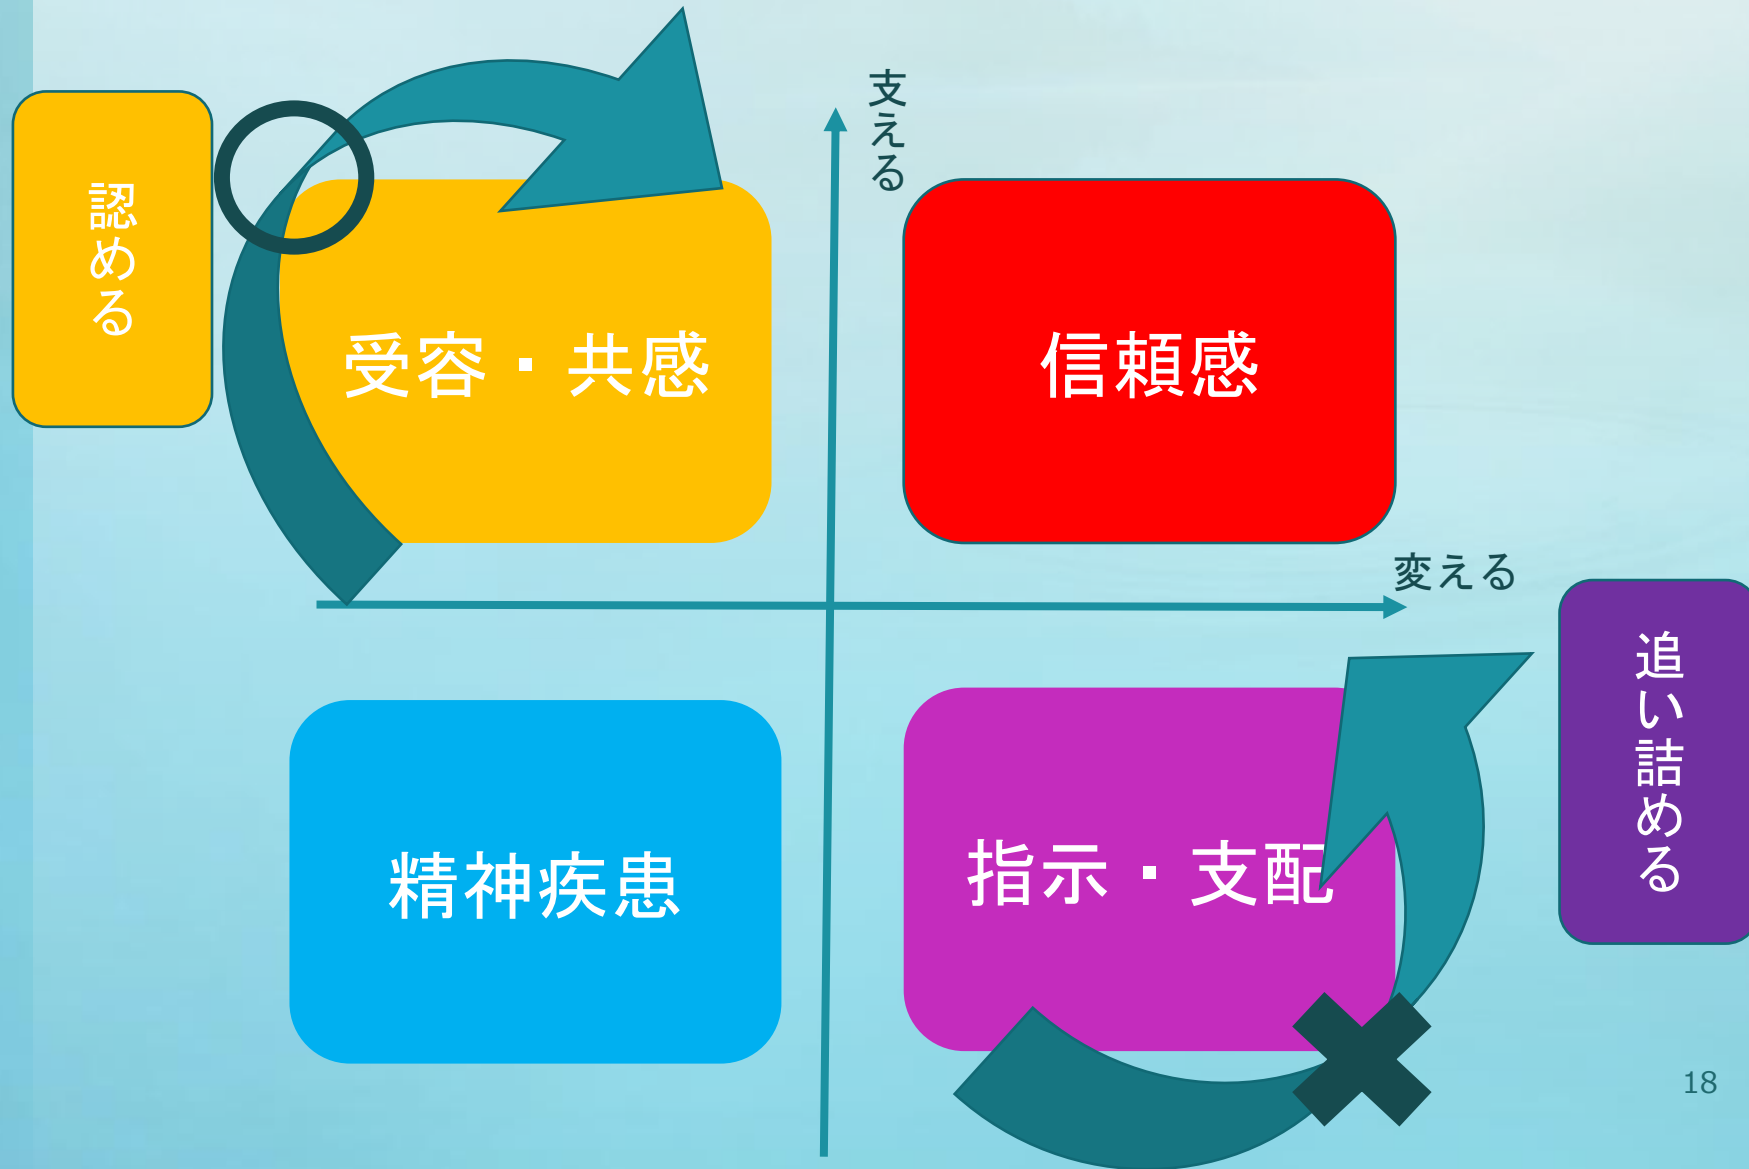 支える
認める
受容・共感
信頼感
変える
追い詰める
精神疾患
指示・支配
18